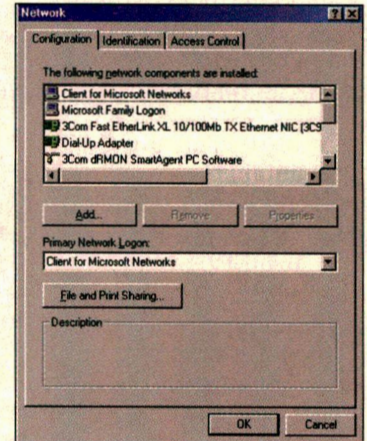 Network
Configuration Identification Access Control
The following network components are installed:
Client for Microsoft Networks
Microsoft Family Logon
3Com Fast EtherLink XL 10/100Mb TX Ethernet NIC (3C9
Dial-Up Adapter
3Com dRMON SmartAgent PC Software
Add... Remove Properties
Primary Network Logon:
Client for Microsoft Networks
File and Print Sharing...
Description
OK Cancel